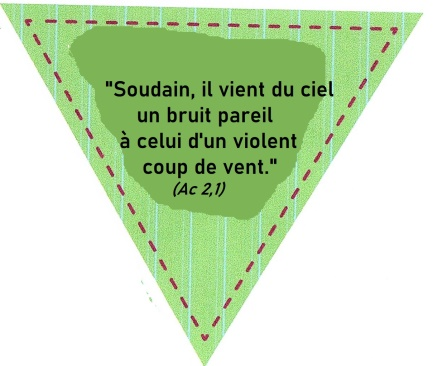 "Soudain, il vient du ciel
un bruit pareil
à celui d'un violent
coup de vent."
(Ac 2,1)